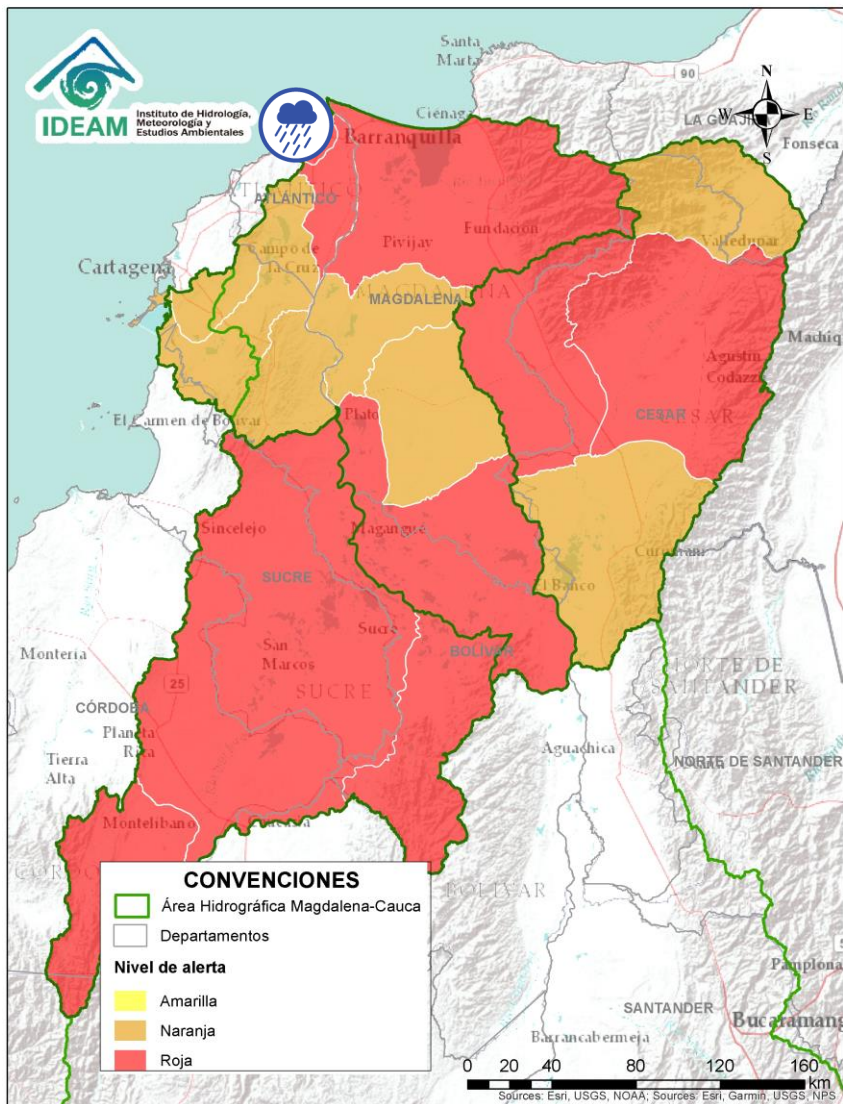 IDEAM
Instituto de Hidrología,
Meteorología y
Estudios Ambientales
Santa
Marta
90
N
W
E
S
LA GUAJI
Ciénaga
Fonseca
Barranquilla
ATLÁNTICO
Valledupar
Campo de
la Cruz
Pivijay
Fundación
Cartagena
MAGDALENA
Machiq
Agustín
Codazzi
Plato
CESAR
CESAR
El Carmen de Bolívar
Sincelejo
Magangué
SUCRE
El Banco
Sucre
San
Marcos
BOLÍVAR
Montería
25
SUCRE
NORTE DE
SANTANDER
CÓRDOBA
Planeta
Rica
Aguachica
Tierra
Alta
NORTE DE SANTANDER
Montelíbano
BOLÍVAR
CONVENCIONES
Área Hidrográfica Magdalena-Cauca
Departamentos
Nivel de alerta
Amarilla
Naranja
Roja
Pamplona
SANTANDER
Bucaramang
Barrancabermeja
0 20 40 80 120 160
km
Sources: Esri, USGS, NOAA; Sources: Esri, Garmin, USGS, NPS